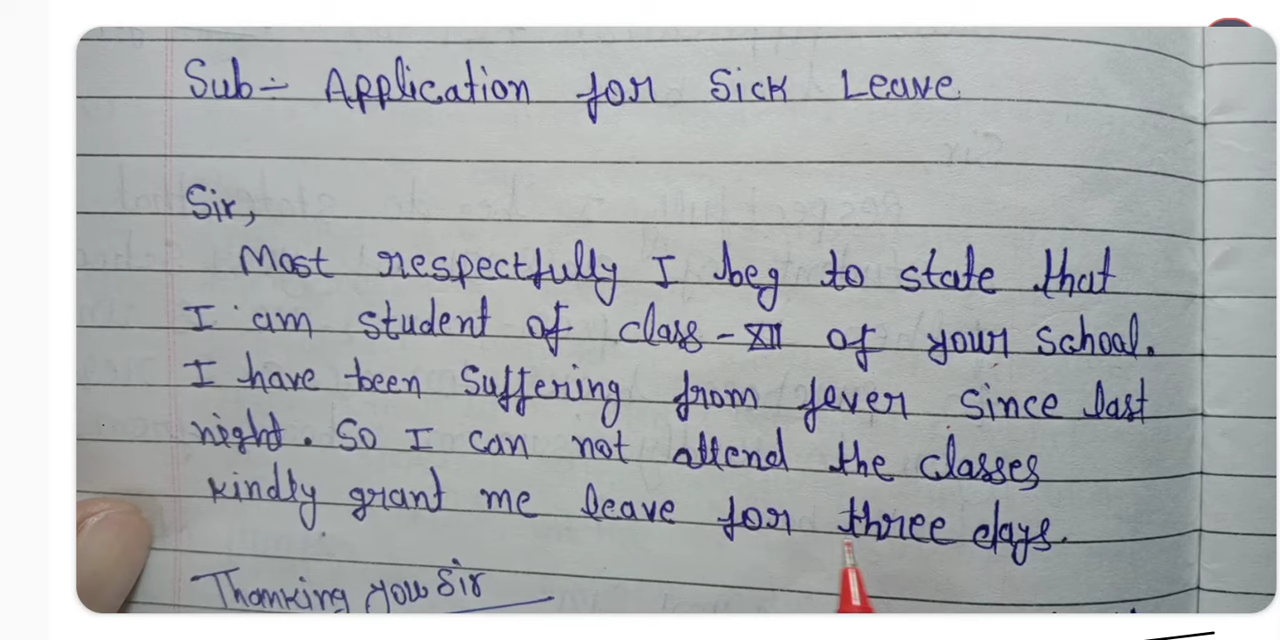 Sub:- Application for Sick Leave
Sir,
Most respectfully I beg to state that
I am student of class - XII of your school.
I have been suffering from fever since last
night. So I can not attend the classes
kindly grant me leave for three days.
Thanking you Sir